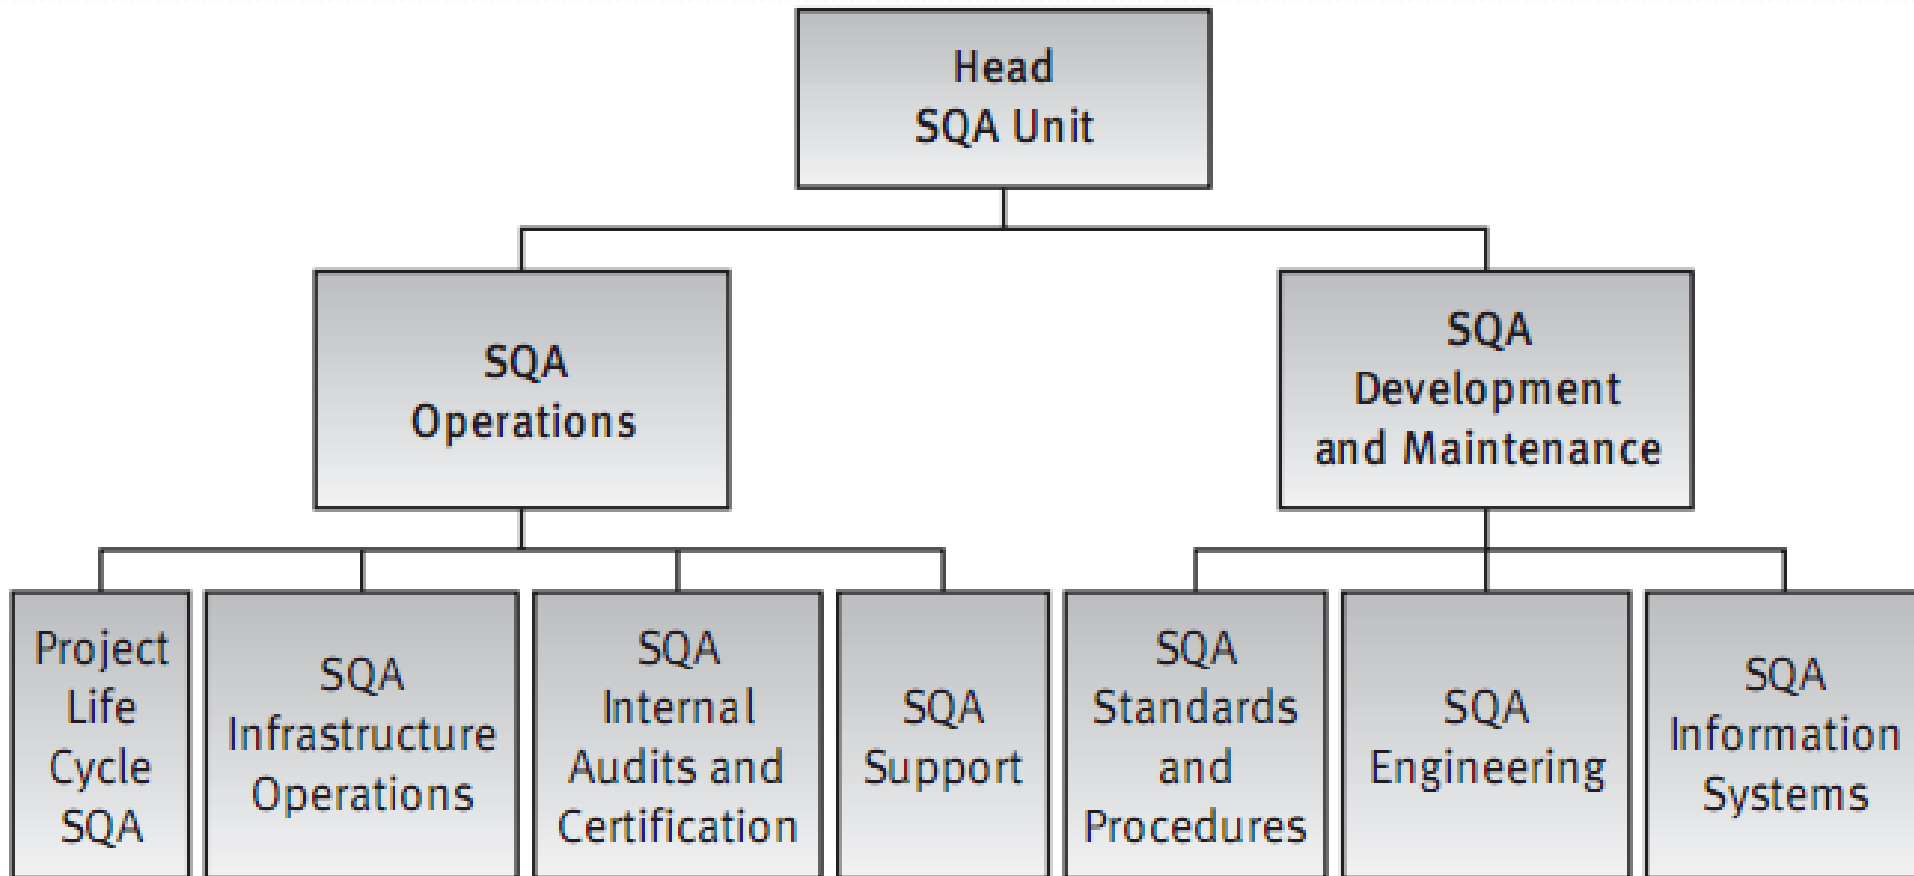 Head
SQA Unit
SQA
Operations
SQA
Development
and Maintenance
Project
Life
Cycle
SQA
SQA
Infrastructure
Operations
SQA
Internal
Audits and
Certification
SQA
Support
SQA
Standards
and
Procedures
SQA
Engineering
SQA
Information
Systems